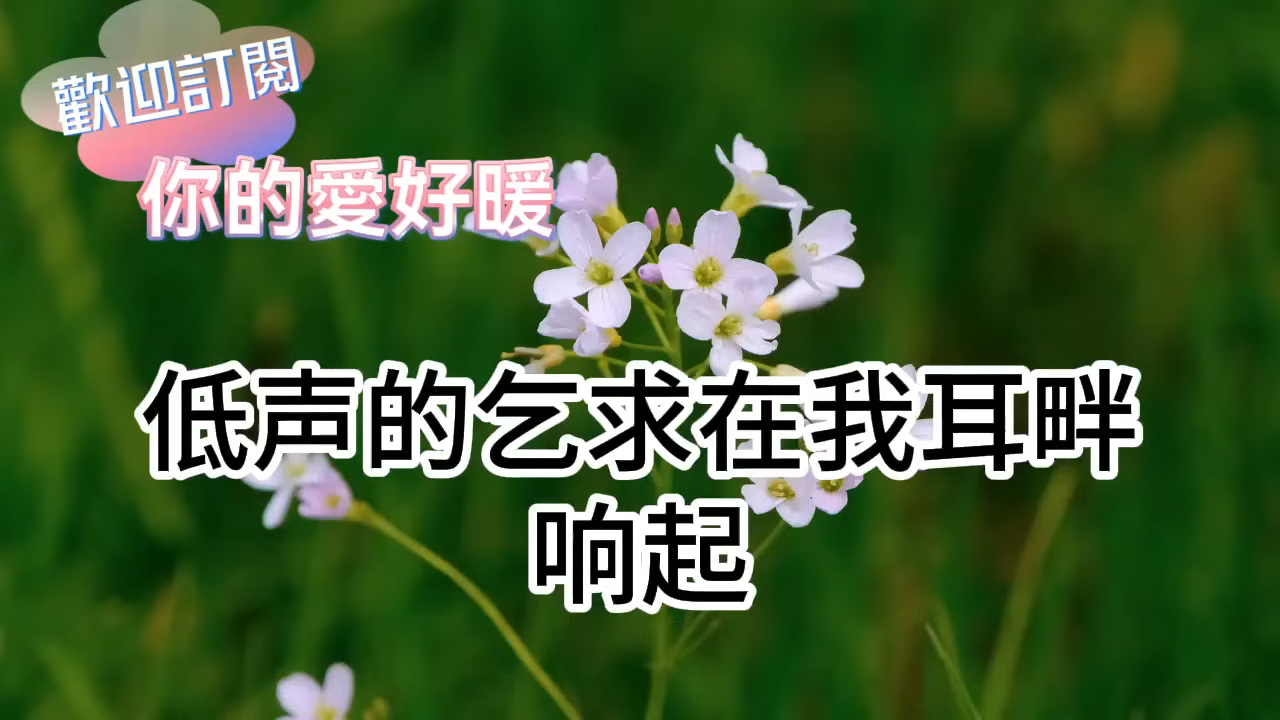 歡迎訂閱
你的愛好暖
低声的乞求在我耳畔
响起